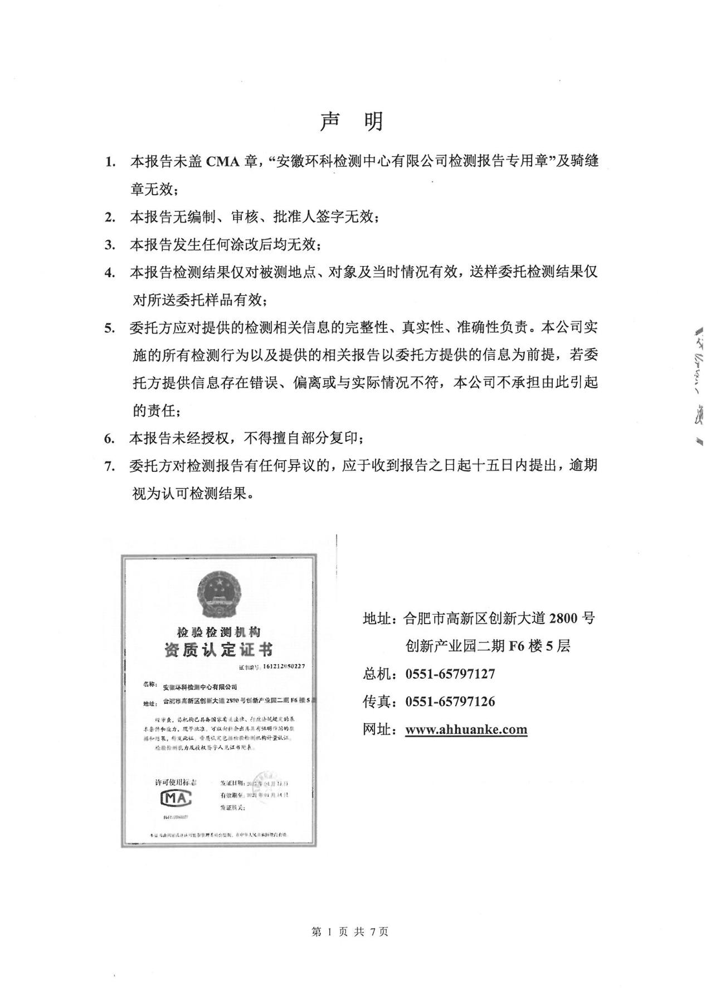 声 明
1. 本报告未盖 CMA 章，“安徽环科检测中心有限公司检测报告专用章”及骑缝
章无效；
2. 本报告无编制、审核、批准人签字无效；
3. 本报告发生任何涂改后均无效；
4. 本报告检测结果仅对被测地点、对象及当时情况有效，送样委托检测结果仅
对所送委托样品有效；
5. 委托方应对提供的检测相关信息的完整性、真实性、准确性负责。本公司实
施的所有检测行为以及提供的相关报告以委托方提供的信息为前提，若委
托方提供信息存在错误、偏离或与实际情况不符，本公司不承担由此引起
的责任；
6. 本报告未经授权，不得擅自部分复印；
7. 委托方对检测报告有任何异议的，应于收到报告之日起十五日内提出，逾期
视为认可检测结果。
检验检测机构
资质认定证书
证书编号：161212050227
名称：安徽环科检测中心有限公司
地址：合肥市高新区创新大道 2800 号创新产业园二期 F6 楼 5
经审查，你机构已具备国家有关法律、行政法规规定的基
本条件和能力，现予批准，可以向社会出具具有证明作用的数
据和结果，特发此证。资质认定包括检验检测机构计量认证。
检验检测能力及授权签字人见证书附表。
许可使用标志
MA
发证日期：
有效期至：
发证机关：
地址：合肥市高新区创新大道 2800 号
创新产业园二期 F6 楼 5 层
总机：0551-65797127
传真：0551-65797126
网址：www.ahhuanke.com
第 1 页 共 7 页